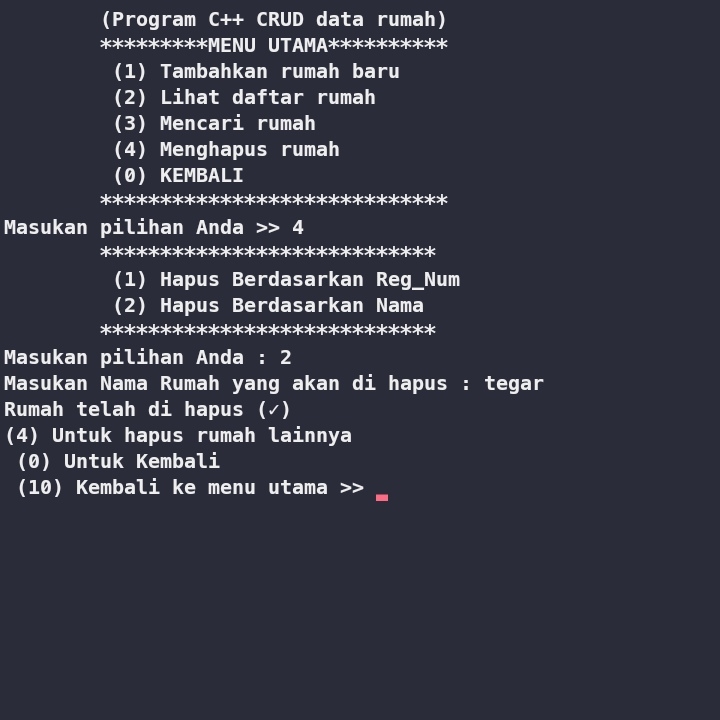 (Program C++ CRUD data rumah)
*********MENU UTAMA**********
(1) Tambahkan rumah baru
(2) Lihat daftar rumah
(3) Mencari rumah
(4) Menghapus rumah
(0) KEMBALI
*****************************
Masukan pilihan Anda >> 4
****************************
(1) Hapus Berdasarkan Reg_Num
(2) Hapus Berdasarkan Nama
****************************
Masukan pilihan Anda : 2
Masukan Nama Rumah yang akan di hapus : tegar
Rumah telah di hapus (✓)
(4) Untuk hapus rumah lainnya
(0) Untuk Kembali
(10) Kembali ke menu utama >> _